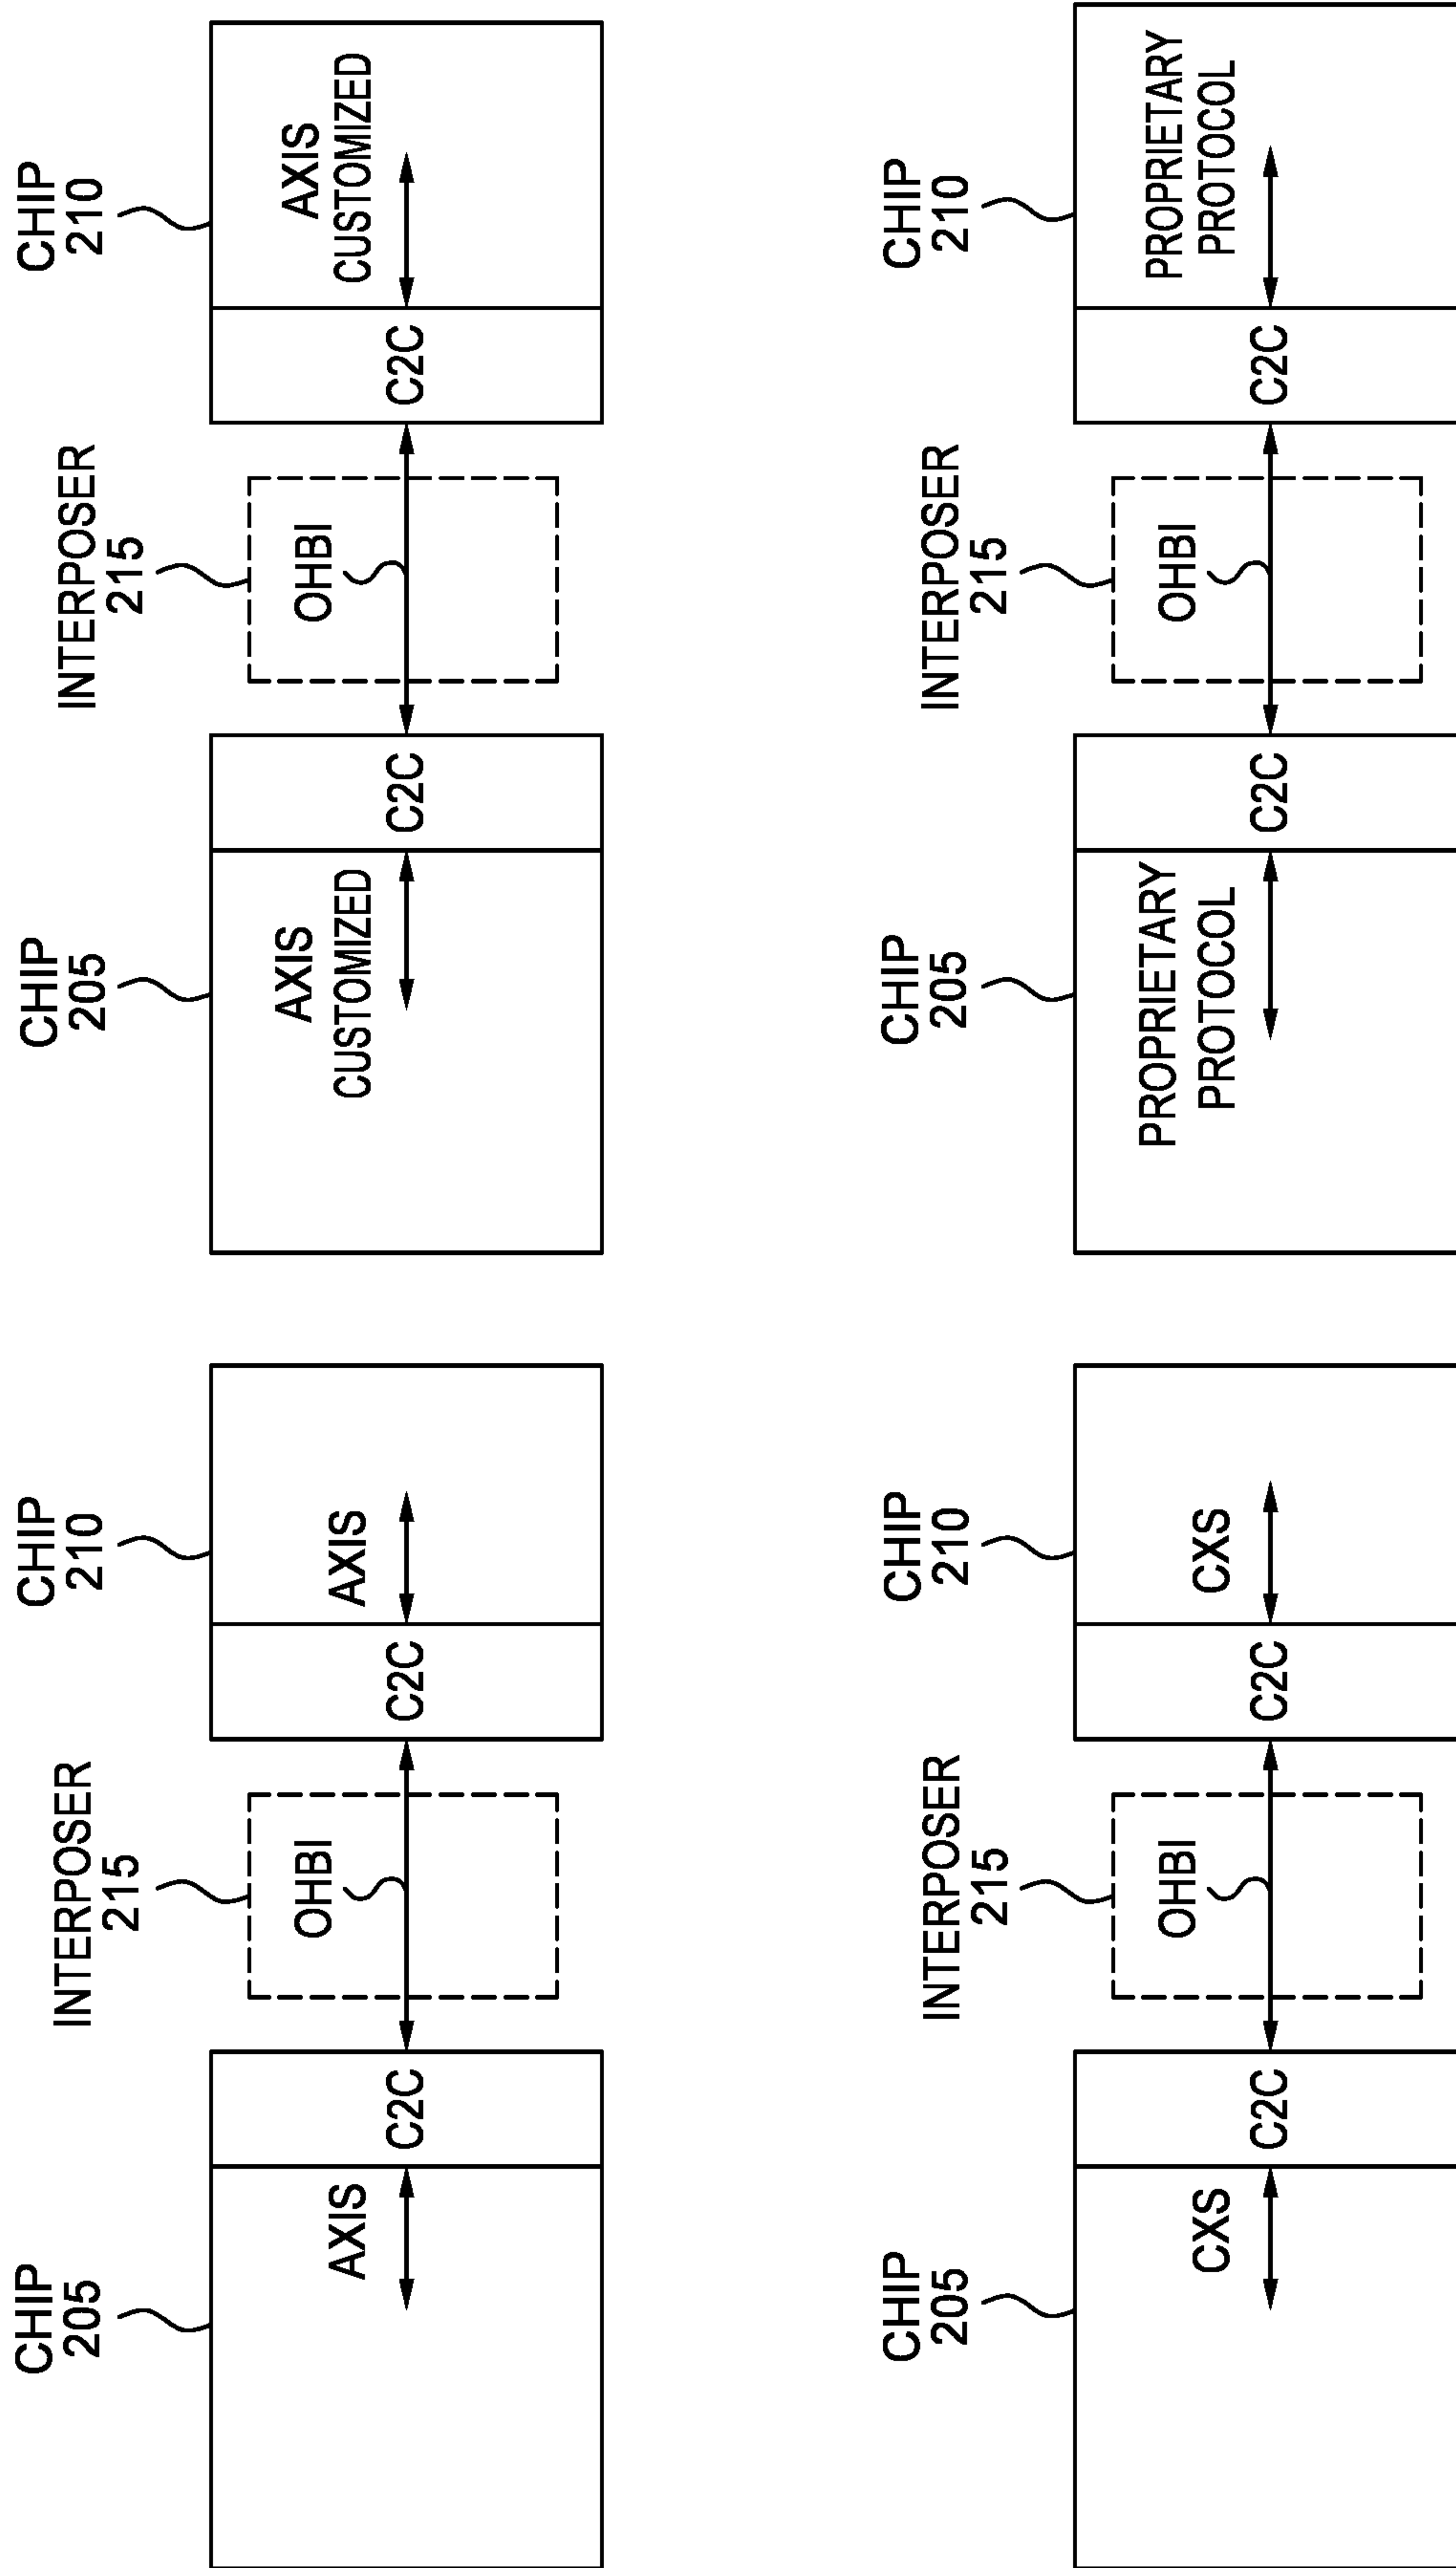 CHIP
205
INTERPOSER
215
CHIP
210
AXIS
C2C
OHBI
C2C
AXIS
CHIP
205
INTERPOSER
215
CHIP
210
AXIS
CUSTOMIZED
C2C
OHBI
C2C
AXIS
CUSTOMIZED
CHIP
205
INTERPOSER
215
CHIP
210
CXS
C2C
OHBI
C2C
CXS
CHIP
205
INTERPOSER
215
CHIP
210
PROPRIETARY
PROTOCOL
C2C
OHBI
C2C
PROPRIETARY
PROTOCOL